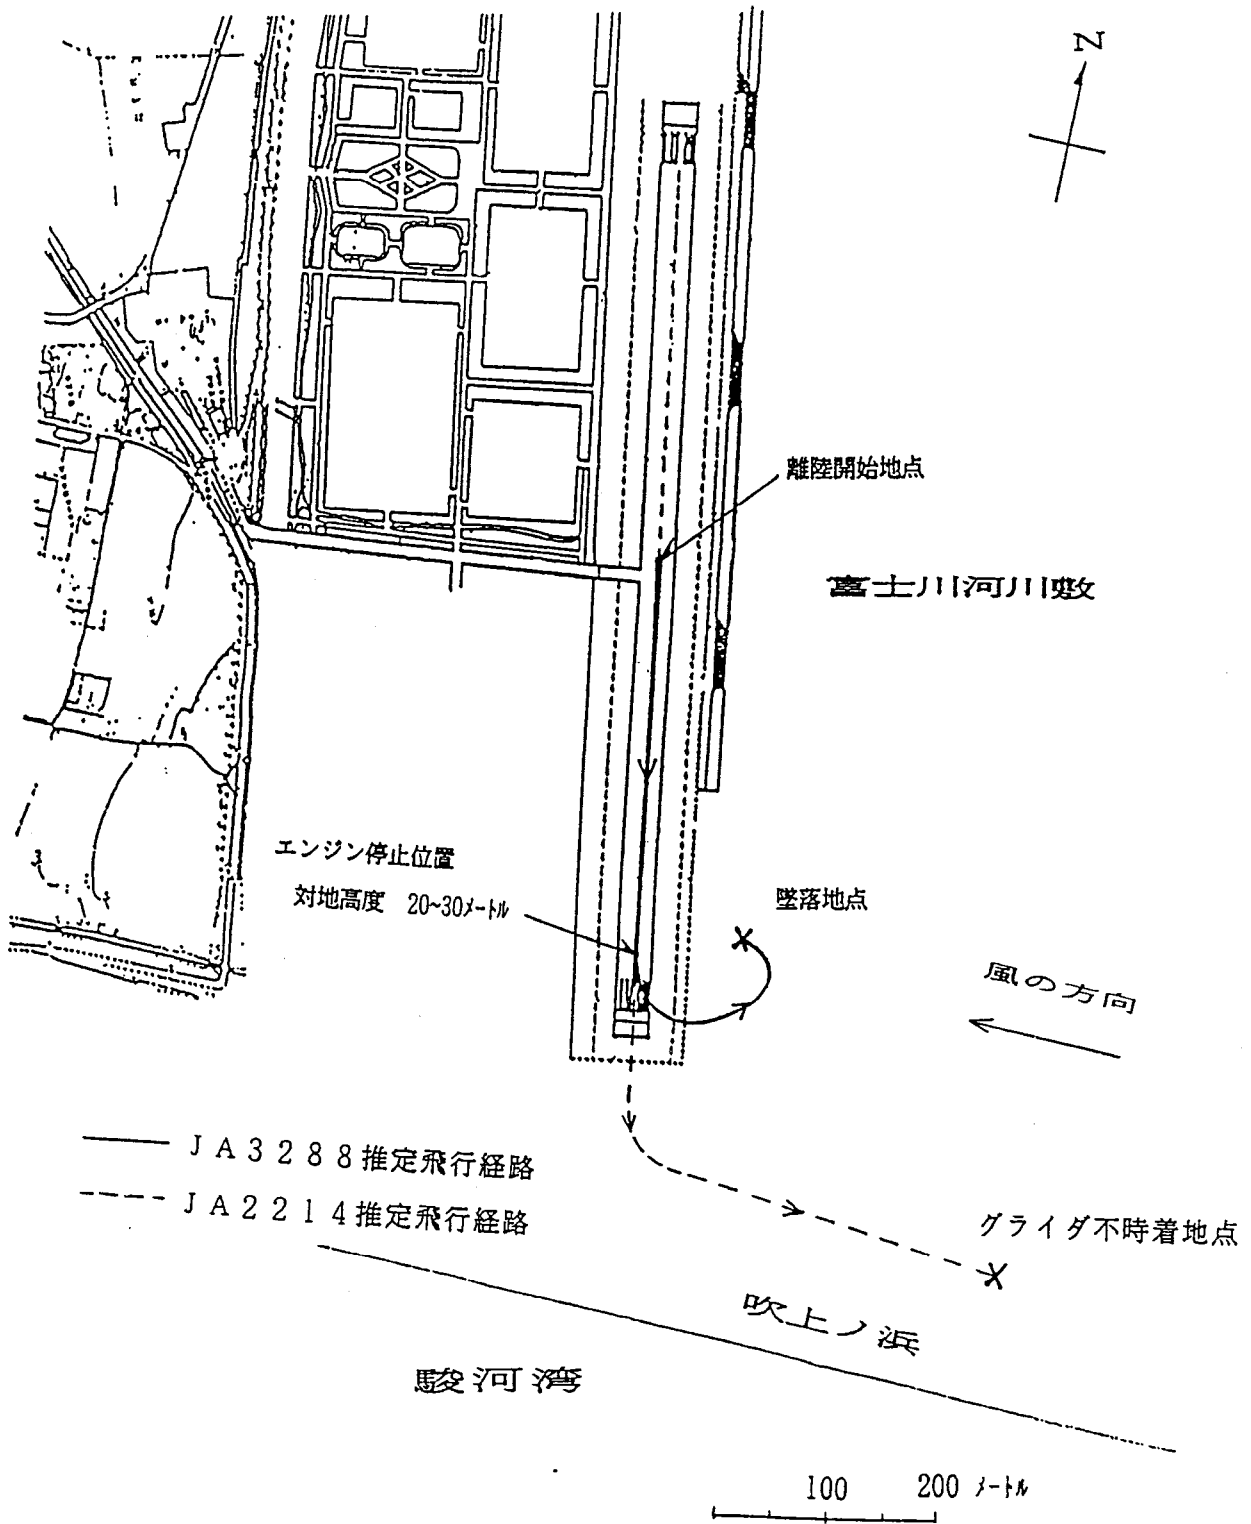 N
離陸開始地点
富士川河川敷
エンジン停止位置
対地高度 20~30メートル
墜落地点
風の方向
JA3288推定飛行経路
JA2214推定飛行経路
グライダ不時着地点
吹上ノ浜
駿河湾
100 200 メートル